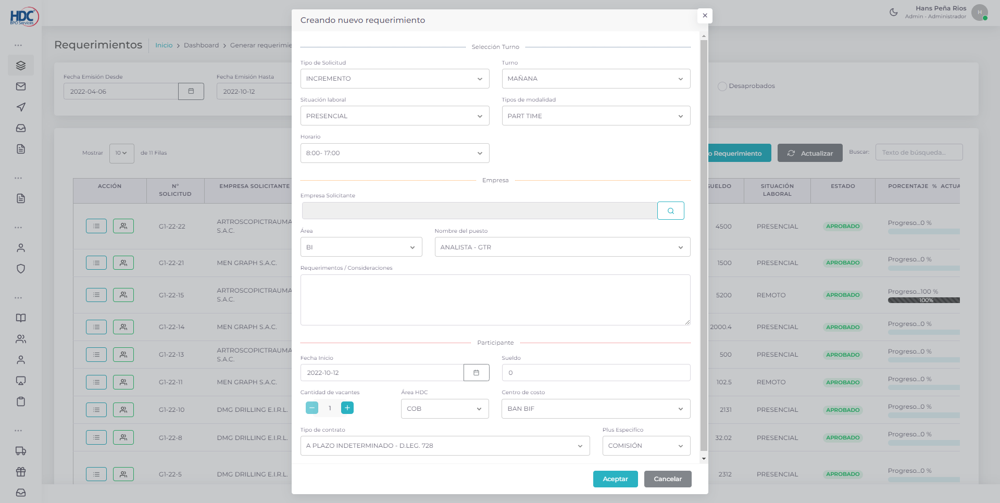 HDC
BPO Services
Hans Peña Rios
Admin - Administrador
H
Requerimientos
Inicio
Dashboard
Generar requerimie
Fecha Emisión Desde
2022-04-06
Fecha Emisión Hasta
2022-10-12
Desaprobados
Mostrar 10 de 11 Filas
o Requerimiento
Actualizar
Buscar:
Texto de búsqueda...
ACCIÓN
N° SOLICITUD
EMPRESA SOLICITANTE
SUELDO
SITUACIÓN LABORAL
ESTADO
PORCENTAJE % ACTUA
G1-22-22 ARTROSCOPICTRAUMA S.A.C. 4500 PRESENCIAL APROBADO Progreso...0 %
G1-22-21 MEN GRAPH S.A.C. 1500 PRESENCIAL APROBADO Progreso...0 %
G1-22-15 ARTROSCOPICTRAUMA S.A.C. 5200 REMOTO APROBADO Progreso...100 %
100%
G1-22-14 MEN GRAPH S.A.C. 2000.4 PRESENCIAL APROBADO Progreso...0 %
G1-22-13 ARTROSCOPICTRAUMA S.A.C. 500 PRESENCIAL APROBADO Progreso...0 %
G1-22-11 MEN GRAPH S.A.C. 102.5 REMOTO APROBADO Progreso...0 %
G1-22-10 DMG DRILLING E.I.R.L. 2131 PRESENCIAL APROBADO Progreso...0 %
G1-22-8 DMG DRILLING E.I.R.L. 32.02 PRESENCIAL APROBADO Progreso...0 %
G1-22-5 DMG DRILLING E.I.R.L. 2312 PRESENCIAL APROBADO Progreso...0 %
Creando nuevo requerimiento
Selección Turno
Tipo de Solicitud
INCREMENTO
Turno
MAÑANA
Situación laboral
PRESENCIAL
Tipos de modalidad
PART TIME
Horario
8:00- 17:00
Empresa
Empresa Solicitante
Área
BI
Nombre del puesto
ANALISTA - GTR
Requerimentos / Consideraciones
Participante
Fecha Inicio
2022-10-12
Sueldo
0
Cantidad de vacantes
1
Área HDC
COB
Centro de costo
BAN BIF
Tipo de contrato
A PLAZO INDETERMINADO - D.LEG. 728
Plus Especifíco
COMISIÓN
Aceptar
Cancelar